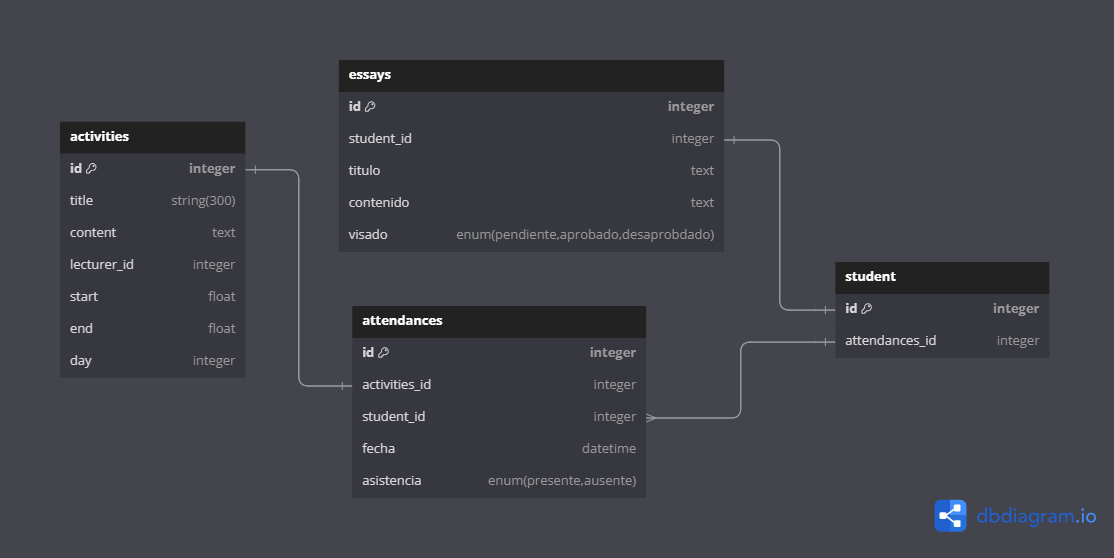 activities
id integer
title string(300)
content text
lecturer_id integer
start float
end float
day integer
essays
id integer
student_id integer
titulo text
contenido text
visado enum(pendiente,aprobado,desaprobdado)
attendances
id integer
activities_id integer
student_id integer
fecha datetime
asistencia enum(presente,ausente)
student
id integer
attendances_id integer
dbdiagram.io